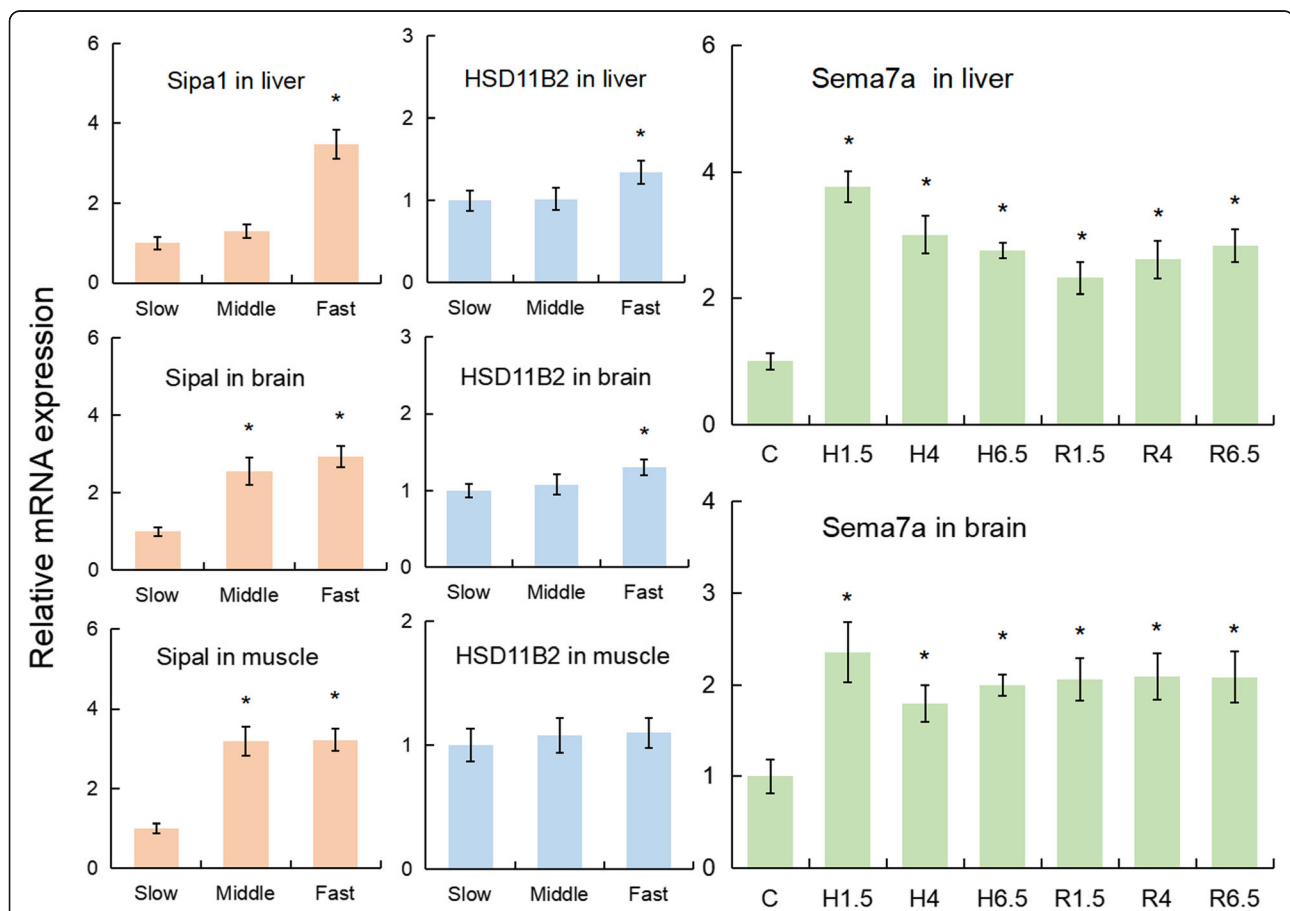 Relative mRNA expression
Sipa1 in liver
6
4
2
0
*
Slow Middle Fast
HSD11B2 in liver
3
2
1
0
*
Slow Middle Fast
Sema7a in liver
6
4
2
0
* * * * * *
C H1.5 H4 H6.5 R1.5 R4 R6.5
Sipal in brain
6
4
2
0
* *
Slow Middle Fast
HSD11B2 in brain
3
2
1
0
*
Slow Middle Fast
Sema7a in brain
4
3
2
1
0
* * * * * *
C H1.5 H4 H6.5 R1.5 R4 R6.5
Sipal in muscle
6
4
2
0
* *
Slow Middle Fast
HSD11B2 in muscle
2
1
0
Slow Middle Fast